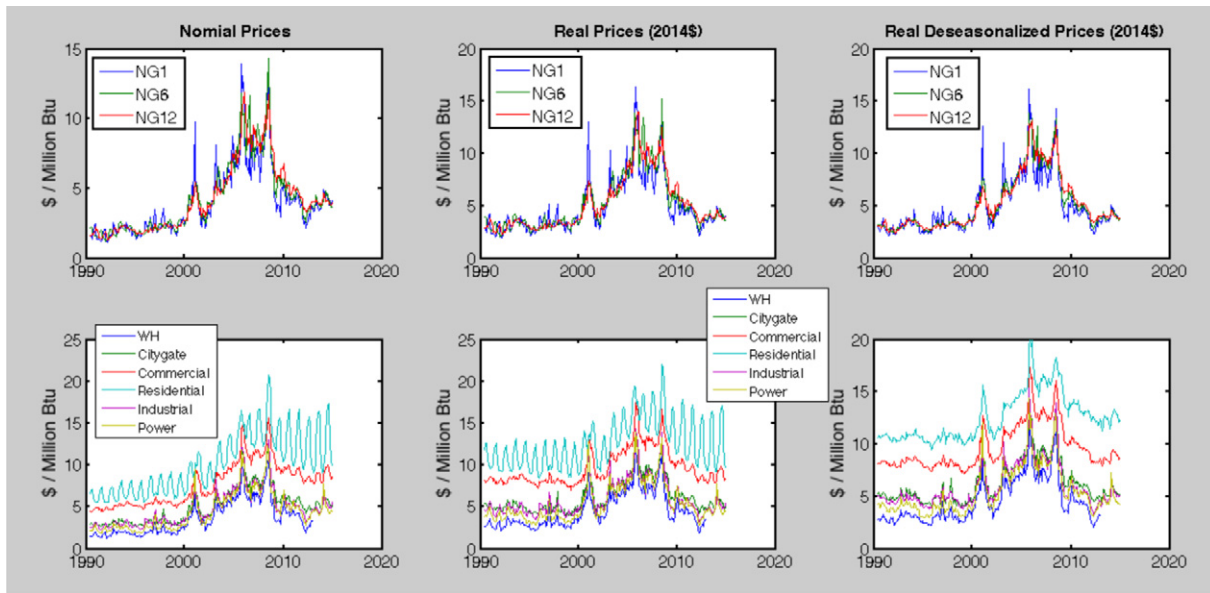 Nomial Prices
15
10
5
0
$ / Million Btu
1990
2000
2010
2020
NG1
NG6
NG12
Real Prices (2014$)
20
15
10
5
0
$ / Million Btu
1990
2000
2010
2020
NG1
NG6
NG12
Real Deseasonalized Prices (2014$)
20
15
10
5
0
$ / Million Btu
1990
2000
2010
2020
NG1
NG6
NG12
25
20
15
10
5
0
$ / Million Btu
1990
2000
2010
2020
WH
Citygate
Commercial
Residential
Industrial
Power
25
20
15
10
5
0
$ / Million Btu
1990
2000
2010
2020
WH
Citygate
Commercial
Residential
Industrial
Power
20
15
10
5
0
$ / Million Btu
1990
2000
2010
2020